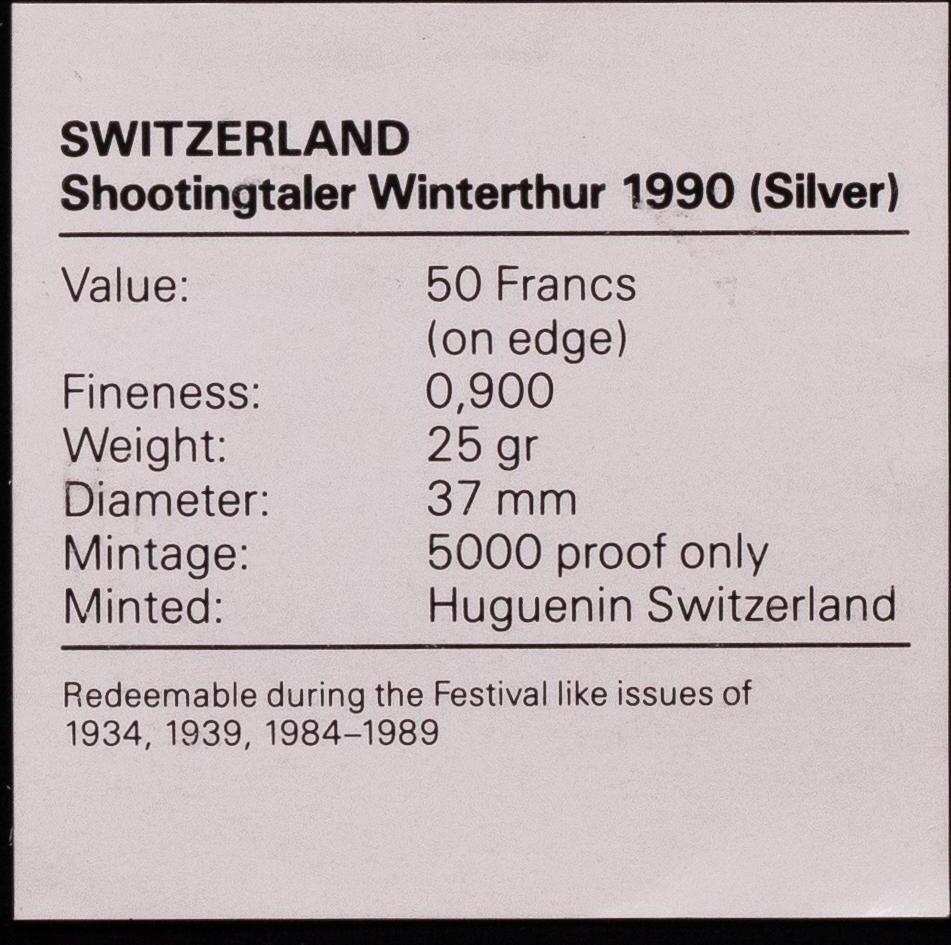 SWITZERLAND
Shootingtaler Winterthur 1990 (Silver)
Value: 50 Francs
(on edge)
Fineness: 0,900
Weight: 25 gr
Diameter: 37 mm
Mintage: 5000 proof only
Minted: Huguenin Switzerland
Redeemable during the Festival like issues of
1934, 1939, 1984–1989